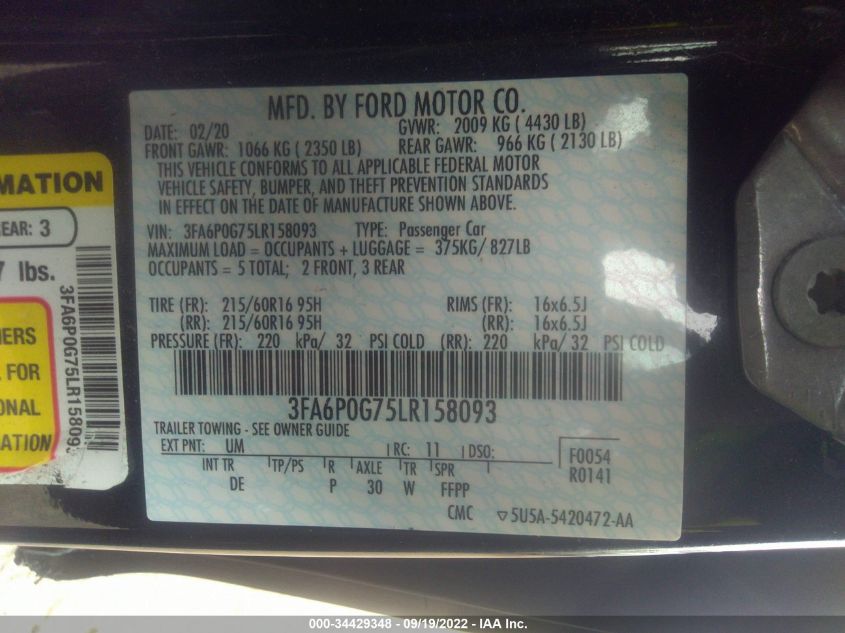 MFD. BY FORD MOTOR CO.
DATE: 02/20 GVWR: 2009 KG ( 4430 LB)
FRONT GAWR: 1066 KG ( 2350 LB) REAR GAWR: 966 KG ( 2130 LB)
THIS VEHICLE CONFORMS TO ALL APPLICABLE FEDERAL MOTOR
VEHICLE SAFETY, BUMPER, AND THEFT PREVENTION STANDARDS
IN EFFECT ON THE DATE OF MANUFACTURE SHOWN ABOVE.
VIN: 3FA6P0G75LR158093 TYPE: Passenger Car
MAXIMUM LOAD = OCCUPANTS + LUGGAGE = 375KG/ 827LB
OCCUPANTS = 5 TOTAL; 2 FRONT, 3 REAR
TIRE (FR): 215/60R16 95H RIMS (FR): 16x6.5J
(RR): 215/60R16 95H (RR): 16x6.5J
PRESSURE (FR): 220 kPa/ 32 PSI COLD (RR): 220 kPa/ 32 PSI COLD
3FA6P0G75LR158093
TRAILER TOWING - SEE OWNER GUIDE
EXT PNT: UM RC: 11 DSO: F0054
R0141
INT TR TP/PS R AXLE TR SPR
DE P 30 W FFPP
CMC ▽5U5A-5420472-AA
MATION
EAR: 3
7 lbs.
3FA6P0G75LR158093
MERS
L FOR
ONAL
ATION
000-34429348 - 09/19/2022 - IAA Inc.